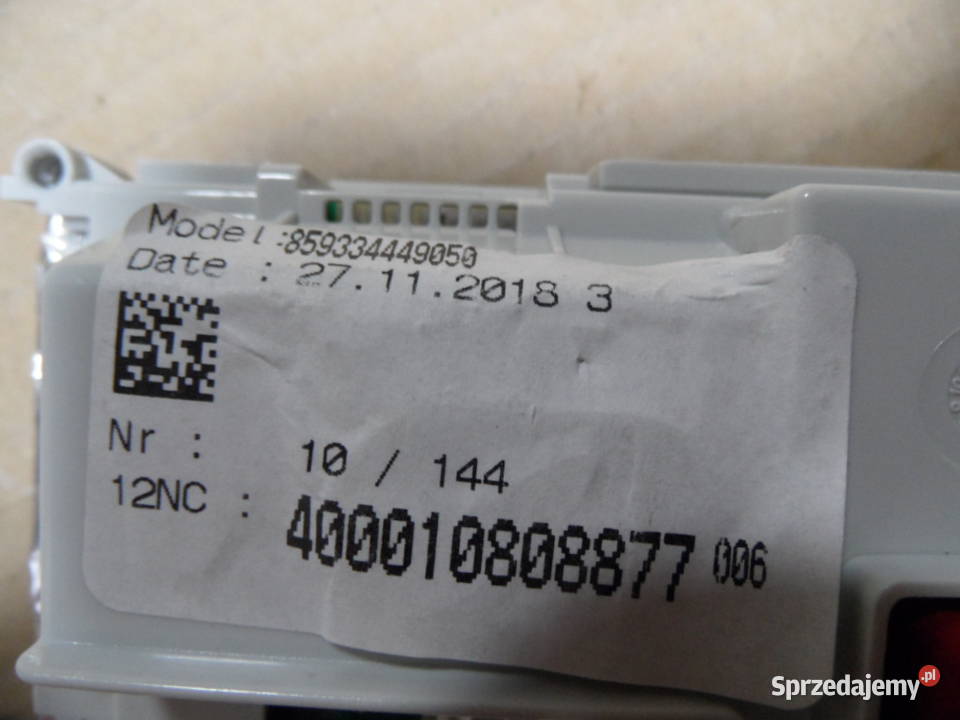 Model:859334449050
Date : 27.11.2018 3
Nr : 10 / 144
12NC : 400010808877 006
Sprzedajemy.pl